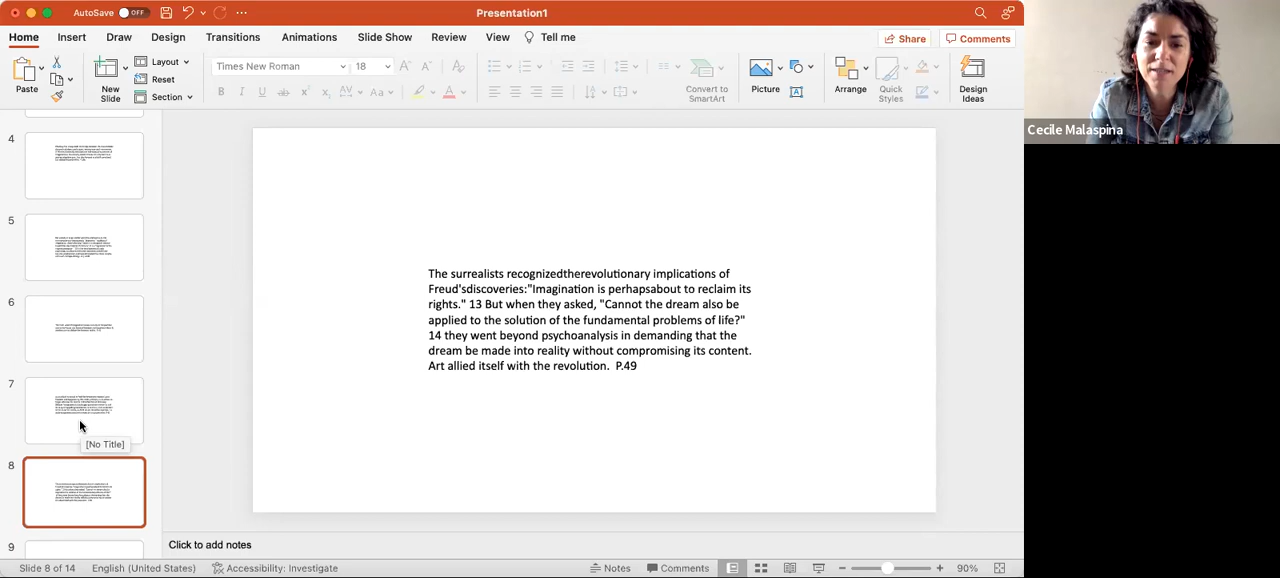 AutoSave OFF
Presentation1
Home Insert Draw Design Transitions Animations Slide Show Review View Tell me
Share Comments
Paste
New Slide
Layout
Reset
Section
Times New Roman 18
Convert to SmartArt
Picture
Arrange
Quick Styles
Design Ideas
Cecile Malaspina
4
5
6
7
[No Title]
8
9
The surrealists recognizedtherevolutionary implications of
Freud'sdiscoveries:"Imagination is perhapsabout to reclaim its
rights." 13 But when they asked, "Cannot the dream also be
applied to the solution of the fundamental problems of life?"
14 they went beyond psychoanalysis in demanding that the
dream be made into reality without compromising its content.
Art allied itself with the revolution. P.49
Click to add notes
Slide 8 of 14 English (United States) Accessibility: Investigate Notes Comments 90%